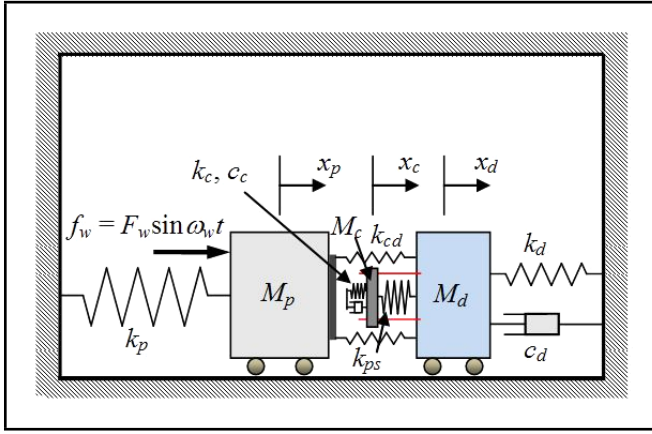 x_p x_c x_d
k_c, c_c
M_c k_cd
f_w = F_w sin ω_w t
k_d
M_p M_d
k_p k_ps c_d